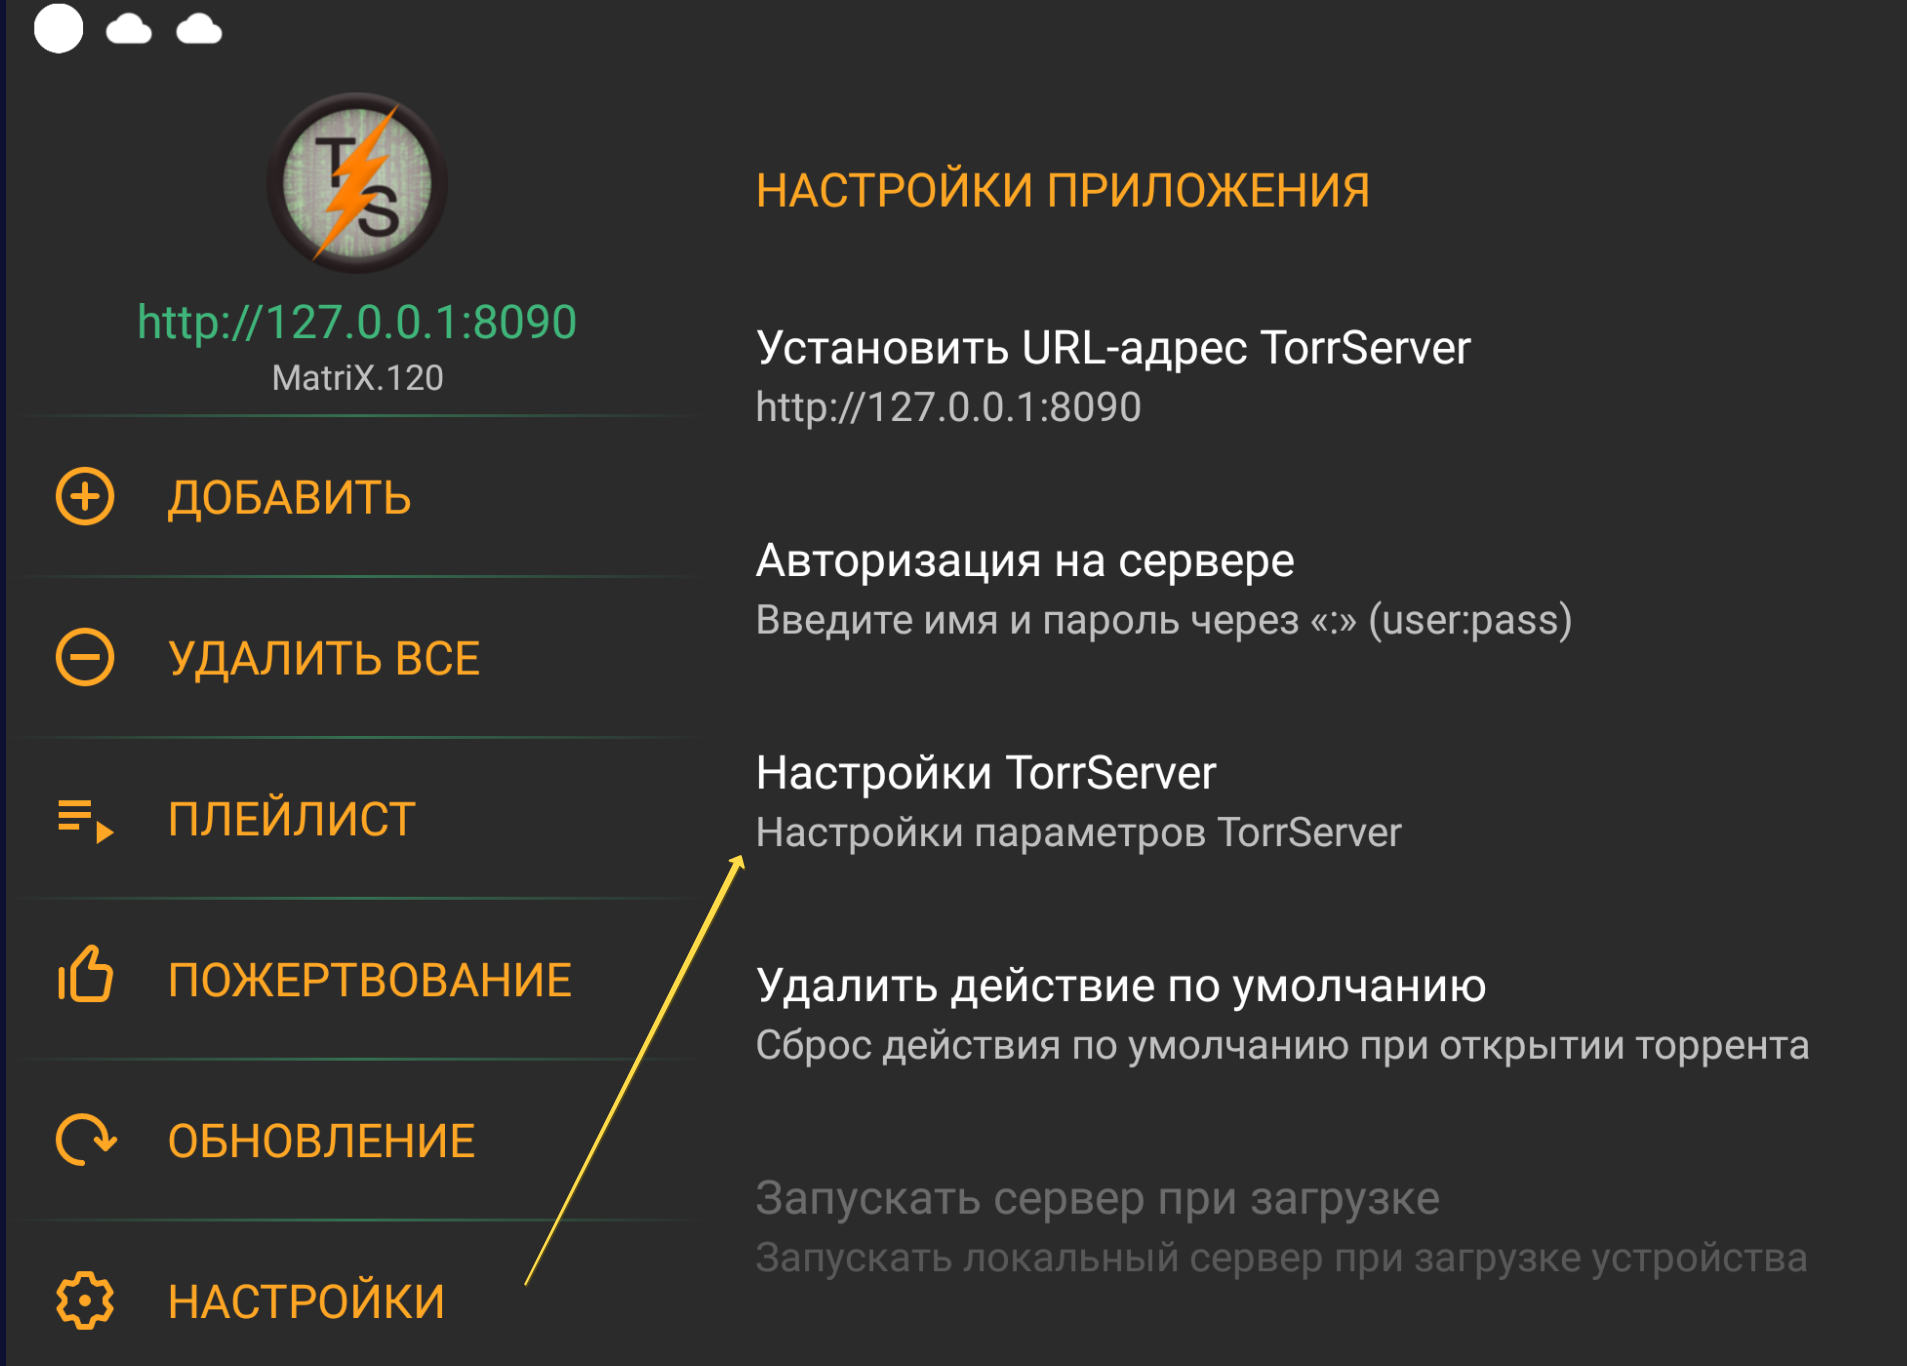 TS
http://127.0.0.1:8090
MatriX.120
ДОБАВИТЬ
УДАЛИТЬ ВСЕ
ПЛЕЙЛИСТ
ПОЖЕРТВОВАНИЕ
ОБНОВЛЕНИЕ
НАСТРОЙКИ
НАСТРОЙКИ ПРИЛОЖЕНИЯ
Установить URL-адрес TorrServer
http://127.0.0.1:8090
Авторизация на сервере
Введите имя и пароль через «:» (user:pass)
Настройки TorrServer
Настройки параметров TorrServer
Удалить действие по умолчанию
Сброс действия по умолчанию при открытии торрента
Запускать сервер при загрузке
Запускать локальный сервер при загрузке устройства